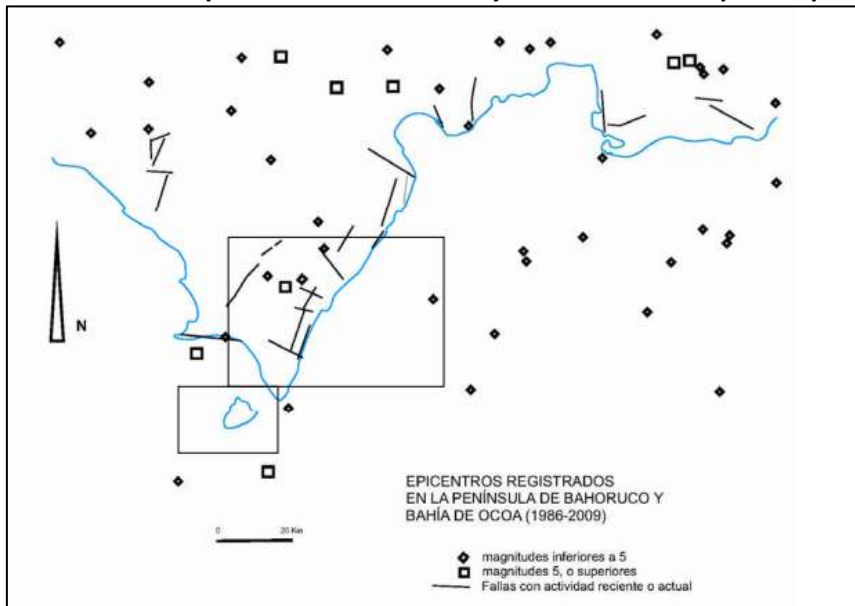 N
EPICENTROS REGISTRADOS
EN LA PENÍNSULA DE BAHORUCO Y
BAHÍA DE OCOA (1986-2009)
0 20 Km
magnitudes inferiores a 5
magnitudes 5, o superiores
Fallas con actividad reciente o actual